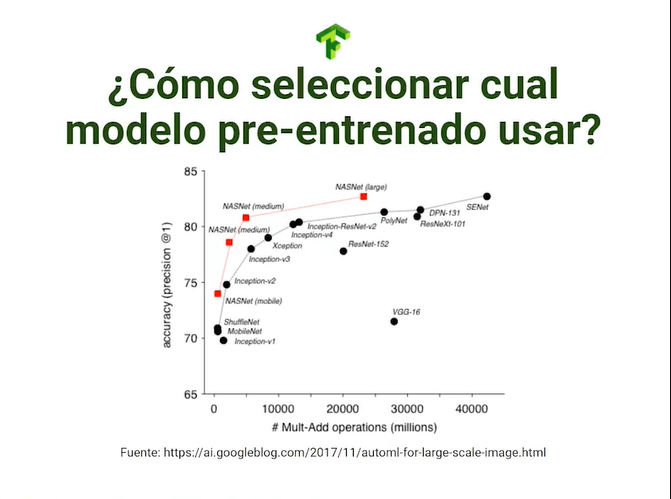 ¿Cómo seleccionar cual
modelo pre-entrenado usar?
85
80
75
70
65
accuracy (precision @1)
NASNet (large)
NASNet (medium)
NASNet (medium)
NASNet (mobile)
SENet
DPN-131
PolyNet
ResNeXt-101
Inception-ResNet-v2
Inception-v4
Xception
ResNet-152
Inception-v3
Inception-v2
VGG-16
ShuffleNet
MobileNet
Inception-v1
0 10000 20000 30000 40000
# Mult-Add operations (millions)
Fuente: https://ai.googleblog.com/2017/11/automl-for-large-scale-image.html